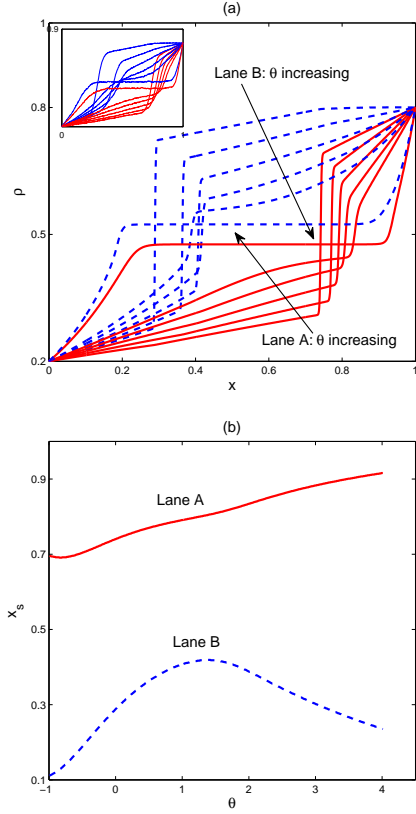 (a)
1
0.9
0
0.8
Lane B: θ increasing
ρ
0.5
Lane A: θ increasing
0.2
0 0.2 0.4 0.6 0.8 1
x
(b)
0.9
Lane A
0.7
x_s
0.5
Lane B
0.3
0.1
−1 0 1 2 3 4
θ